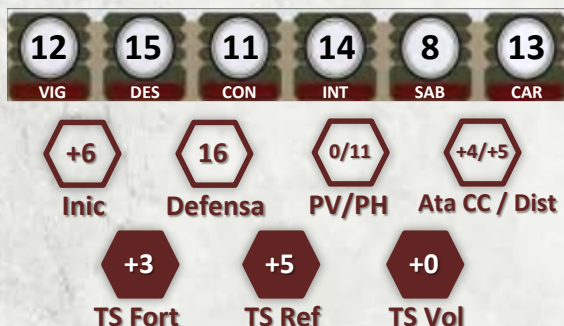 12 15 11 14 8 13
VIG DES CON INT SAB CAR
+6 16 0/11 +4/+5
Inic Defensa PV/PH Ata CC / Dist
+3 +5 +0
TS Fort TS Ref TS Vol